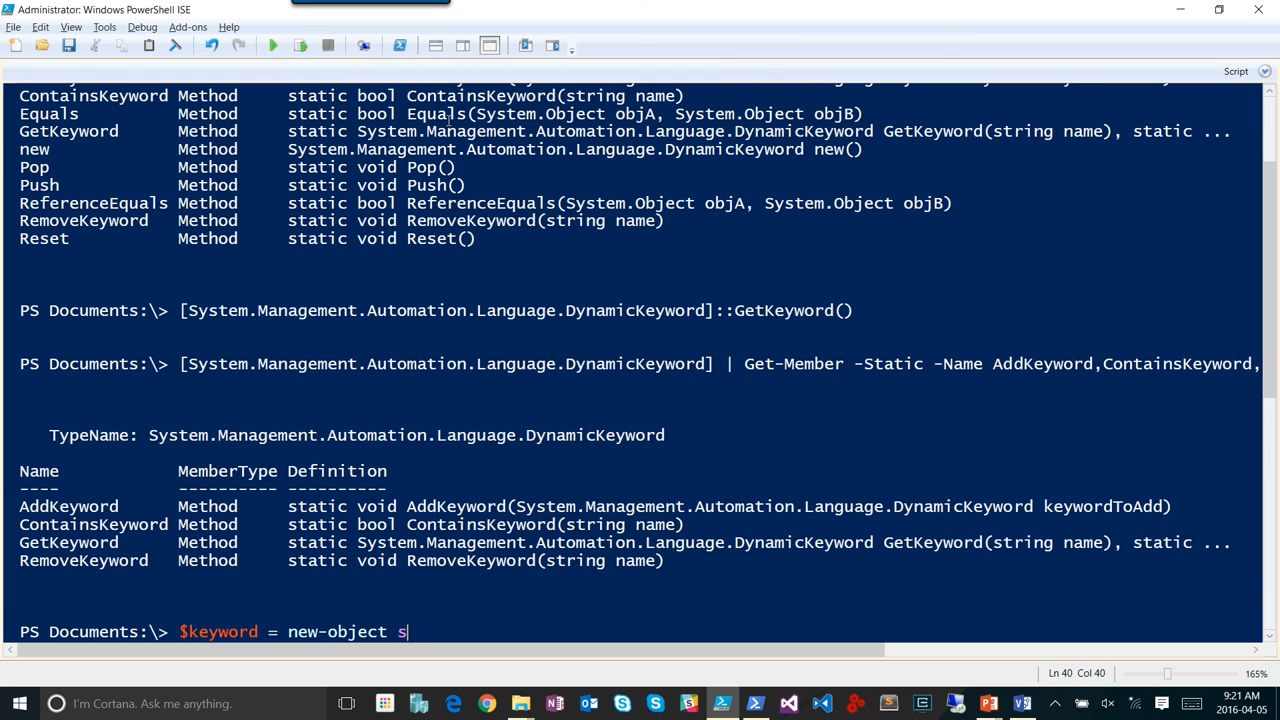 Administrator: Windows PowerShell ISE
File Edit View Tools Debug Add-ons Help
Script
ContainsKeyword Method static bool ContainsKeyword(string name)
Equals Method static bool Equals(System.Object objA, System.Object objB)
GetKeyword Method static System.Management.Automation.Language.DynamicKeyword GetKeyword(string name), static ...
new Method System.Management.Automation.Language.DynamicKeyword new()
Pop Method static void Pop()
Push Method static void Push()
ReferenceEquals Method static bool ReferenceEquals(System.Object objA, System.Object objB)
RemoveKeyword Method static void RemoveKeyword(string name)
Reset Method static void Reset()
PS Documents:\> [System.Management.Automation.Language.DynamicKeyword]::GetKeyword()
PS Documents:\> [System.Management.Automation.Language.DynamicKeyword] | Get-Member -Static -Name AddKeyword,ContainsKeyword,
TypeName: System.Management.Automation.Language.DynamicKeyword
Name MemberType Definition
---- ---------- ----------
AddKeyword Method static void AddKeyword(System.Management.Automation.Language.DynamicKeyword keywordToAdd)
ContainsKeyword Method static bool ContainsKeyword(string name)
GetKeyword Method static System.Management.Automation.Language.DynamicKeyword GetKeyword(string name), static ...
RemoveKeyword Method static void RemoveKeyword(string name)
PS Documents:\> $keyword = new-object s
Ln 40 Col 40 165%
I'm Cortana. Ask me anything.
9:21 AM
2016-04-05